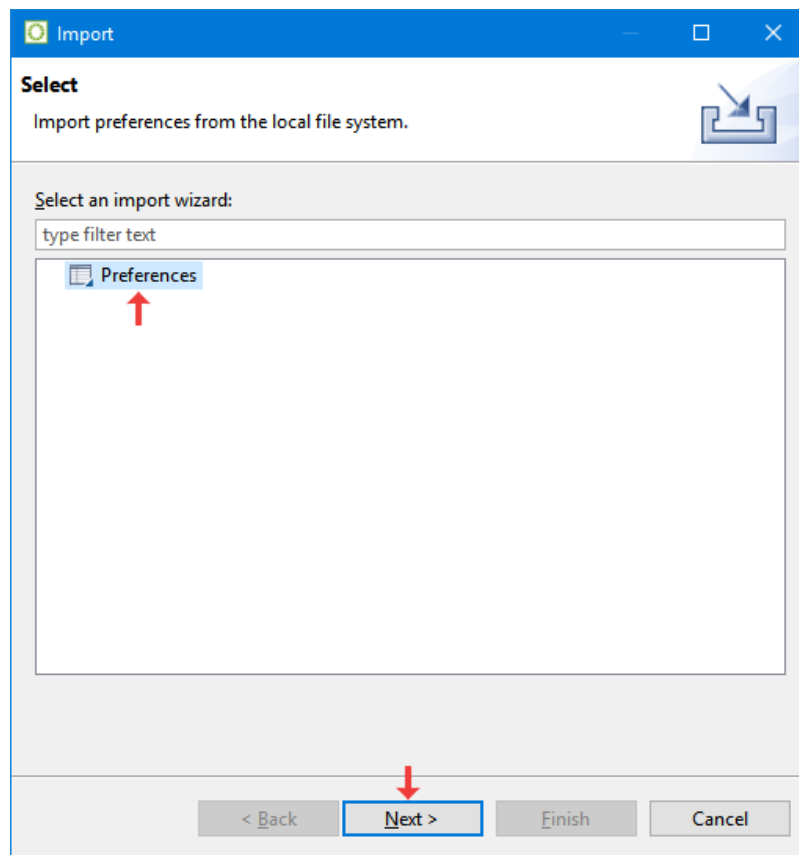 Import
Select
Import preferences from the local file system.
Select an import wizard:
type filter text
Preferences
< Back Next > Finish Cancel